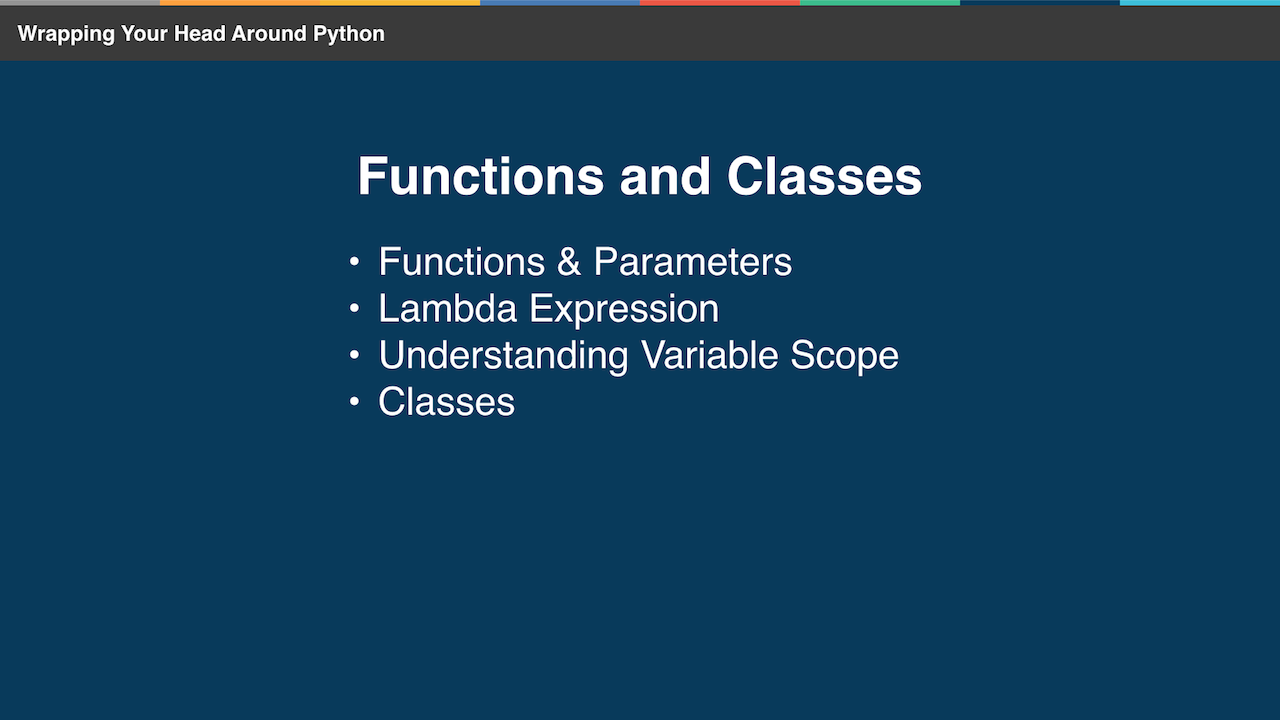 Wrapping Your Head Around Python
Functions and Classes
• Functions & Parameters
• Lambda Expression
• Understanding Variable Scope
• Classes